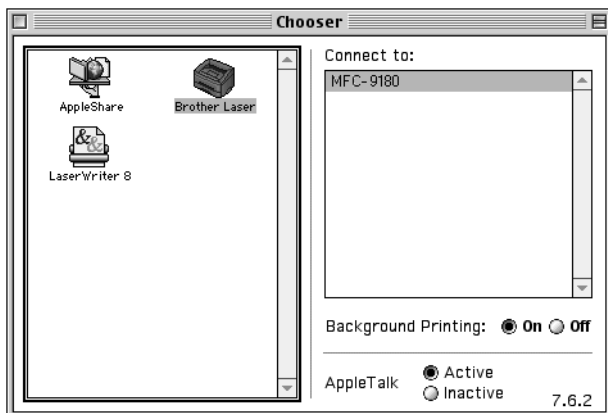 Chooser
AppleShare
Brother Laser
LaserWriter 8
Connect to:
MFC-9180
Background Printing: On Off
AppleTalk
Active
Inactive
7.6.2